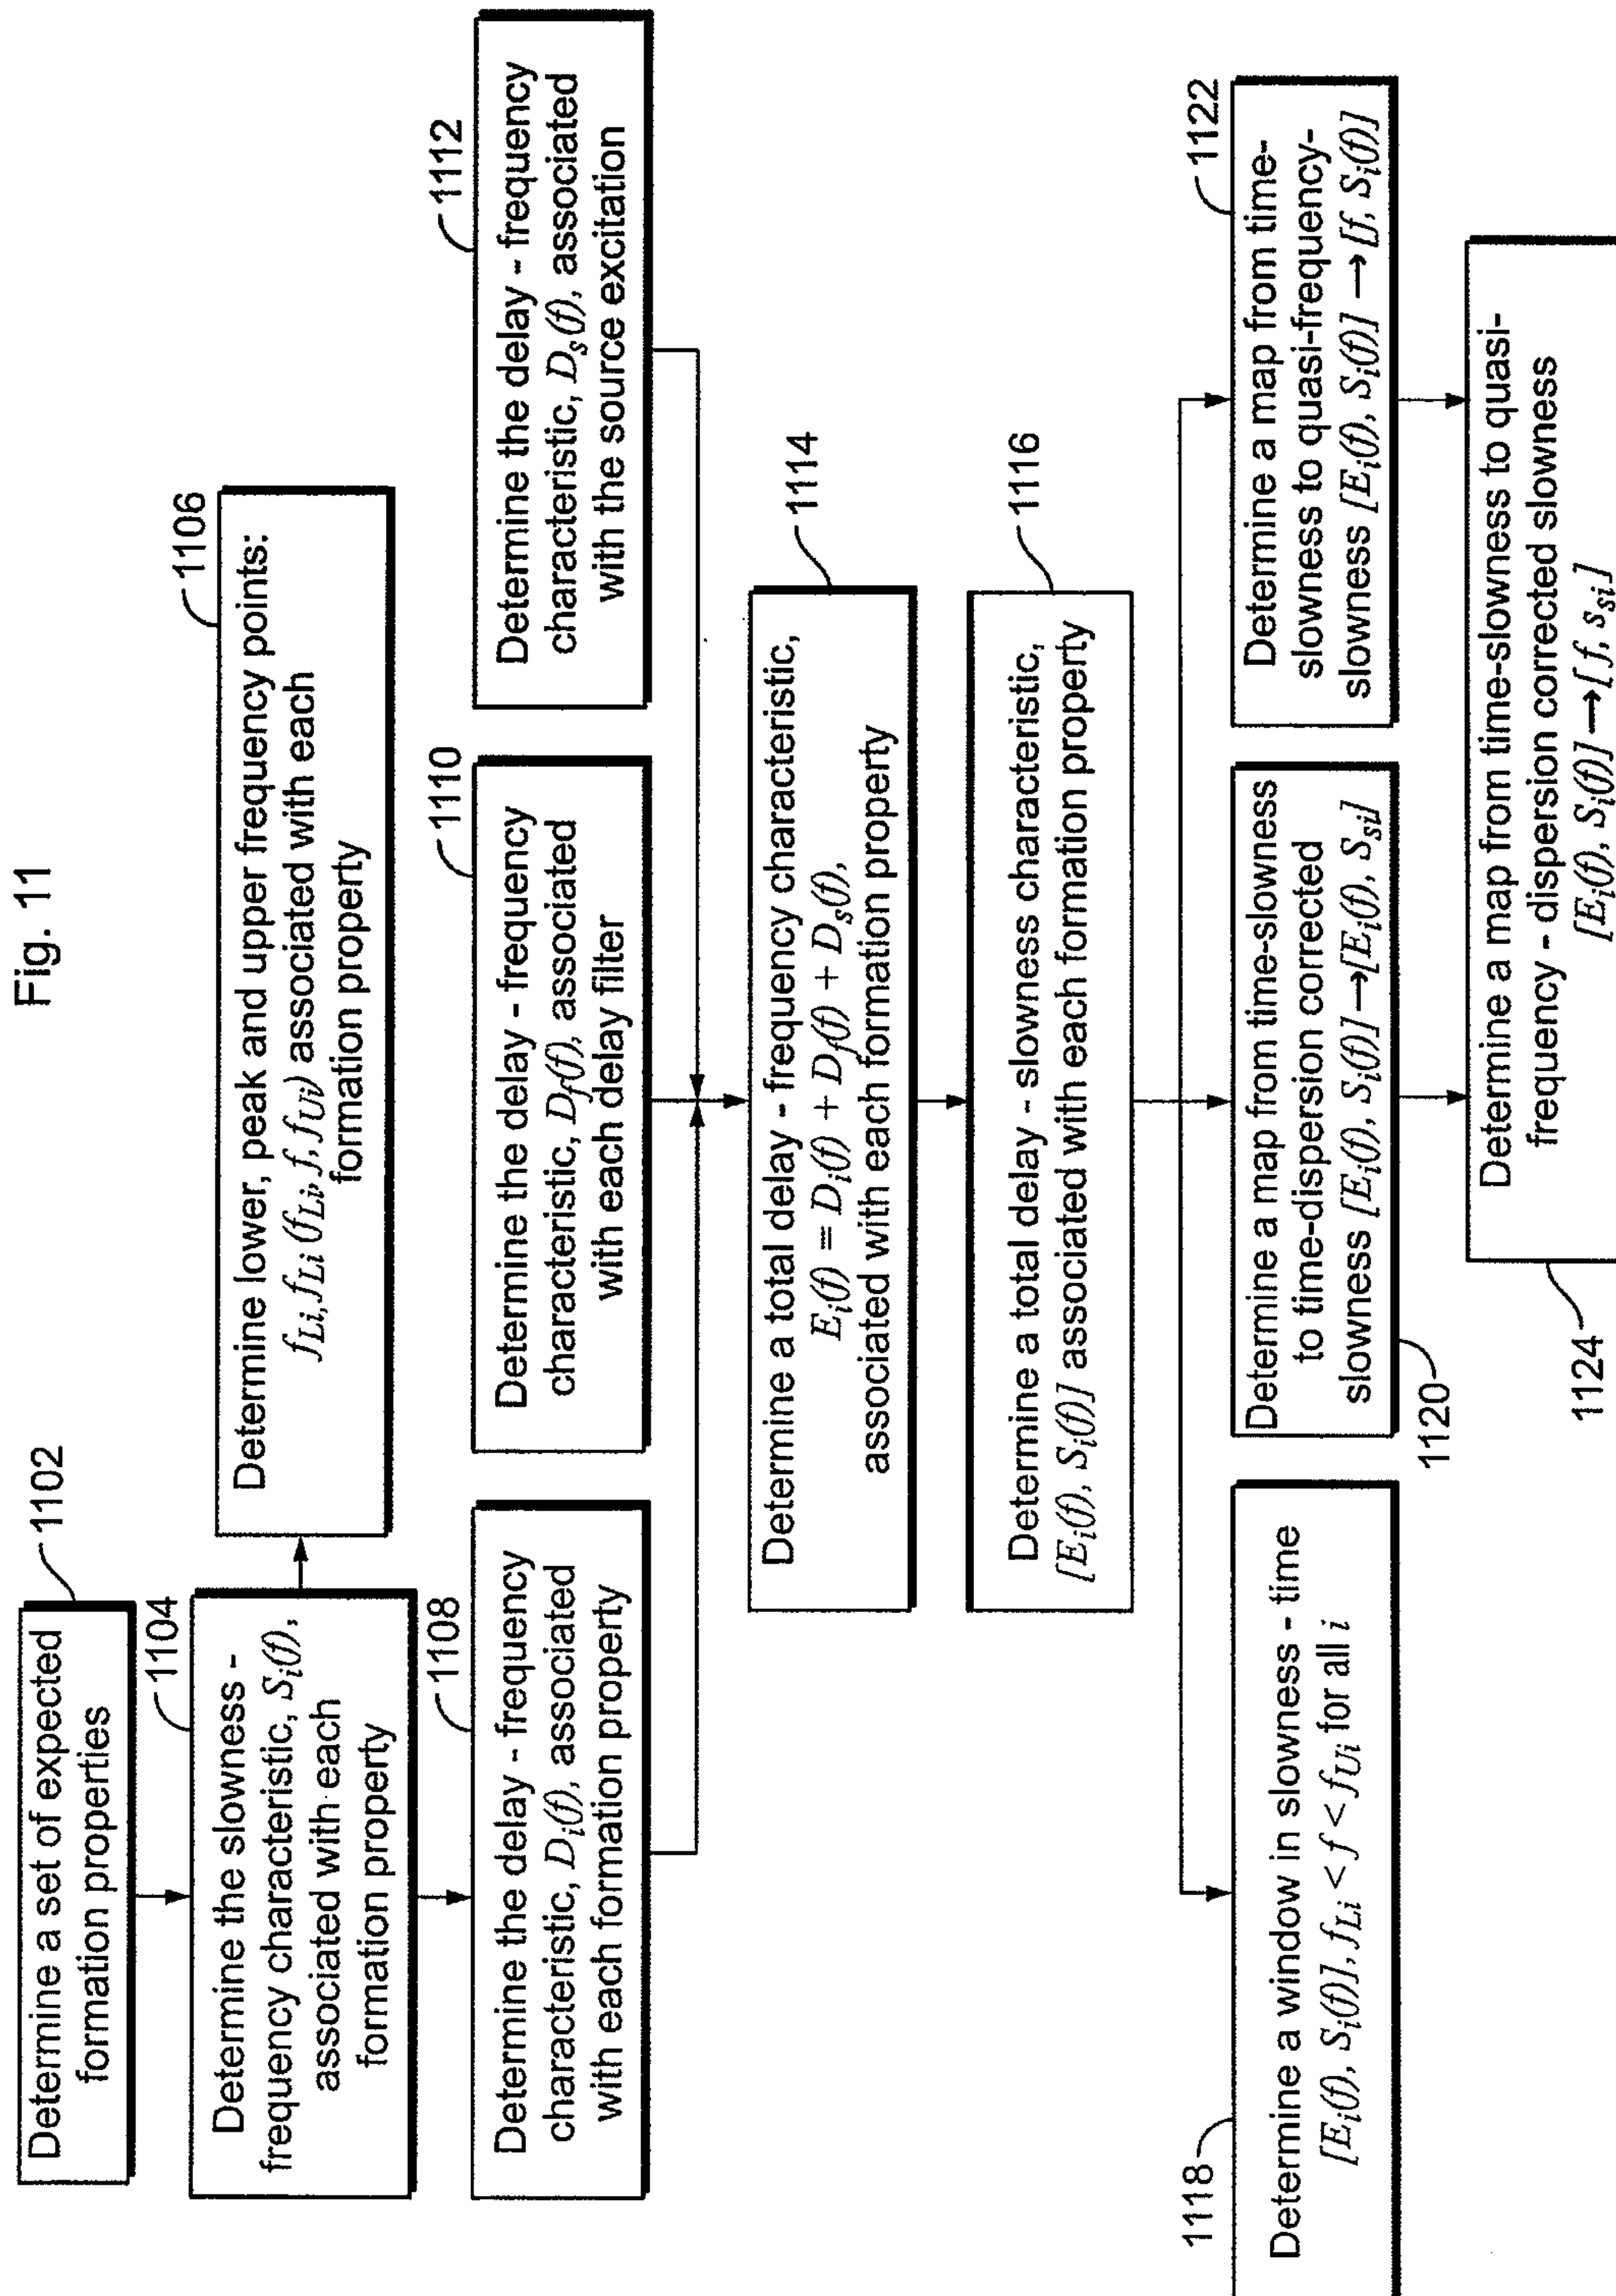 Fig. 11
1102
Determine a set of expected
formation properties
1104
Determine the slowness -
frequency characteristic, S_i(f),
associated with each
formation property
1106
Determine lower, peak and upper frequency points:
f_Li, f_Li (f_Li, f, f_Ui) associated with each
formation property
1108
Determine the delay - frequency
characteristic, D_i(f), associated
with each formation property
1110
Determine the delay - frequency
characteristic, D_f(f), associated
with each delay filter
1112
Determine the delay - frequency
characteristic, D_s(f), associated
with the source excitation
1114
Determine a total delay - frequency characteristic,
E_i(f) = D_i(f) + D_f(f) + D_s(f),
associated with each formation property
1116
Determine a total delay - slowness characteristic,
[E_i(f), S_i(f)] associated with each formation property
1118
Determine a window in slowness - time
[E_i(f), S_i(f)], f_Li < f < f_Ui for all i
1120
Determine a map from time-slowness
to time-dispersion corrected
slowness [E_i(f), S_i(f)] → [E_i(f), S_si]
1122
Determine a map from time-
slowness to quasi-frequency-
slowness [E_i(f), S_i(f)] → [f, S_i(f)]
1124
Determine a map from time-slowness to quasi-
frequency - dispersion corrected slowness
[E_i(f), S_i(f)] → [f, s_si]